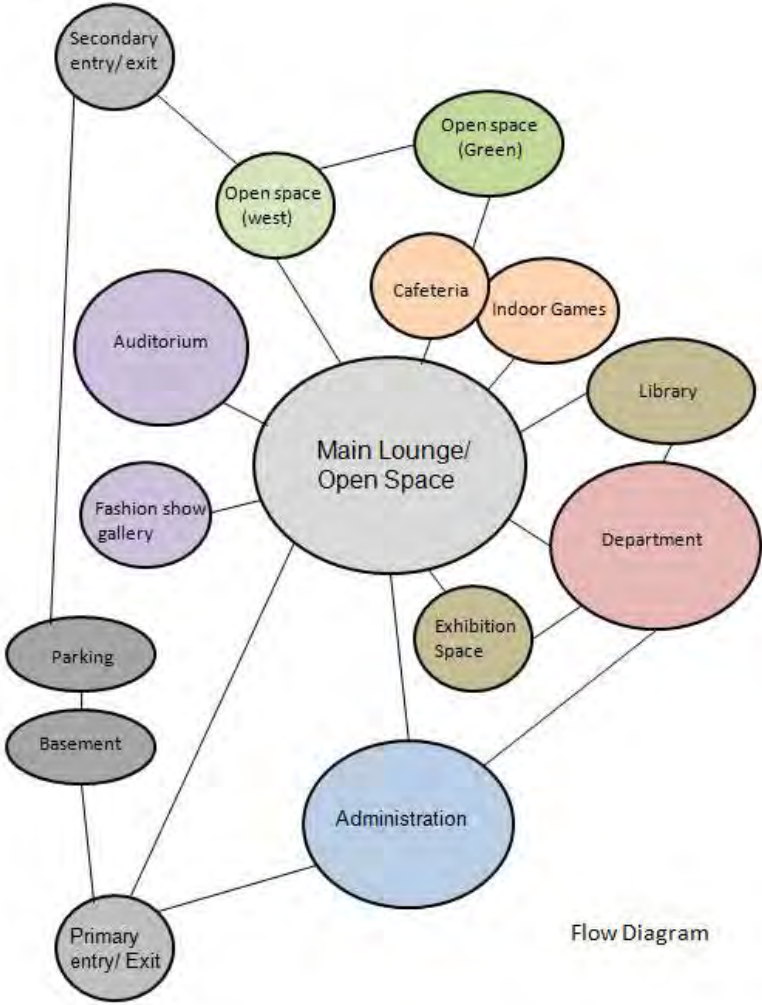 Secondary
entry/ exit
Open space
(Green)
Open space
(west)
Cafeteria
Indoor Games
Auditorium
Library
Main Lounge/
Open Space
Fashion show
gallery
Department
Exhibition
Space
Parking
Basement
Administration
Primary
entry/ Exit
Flow Diagram